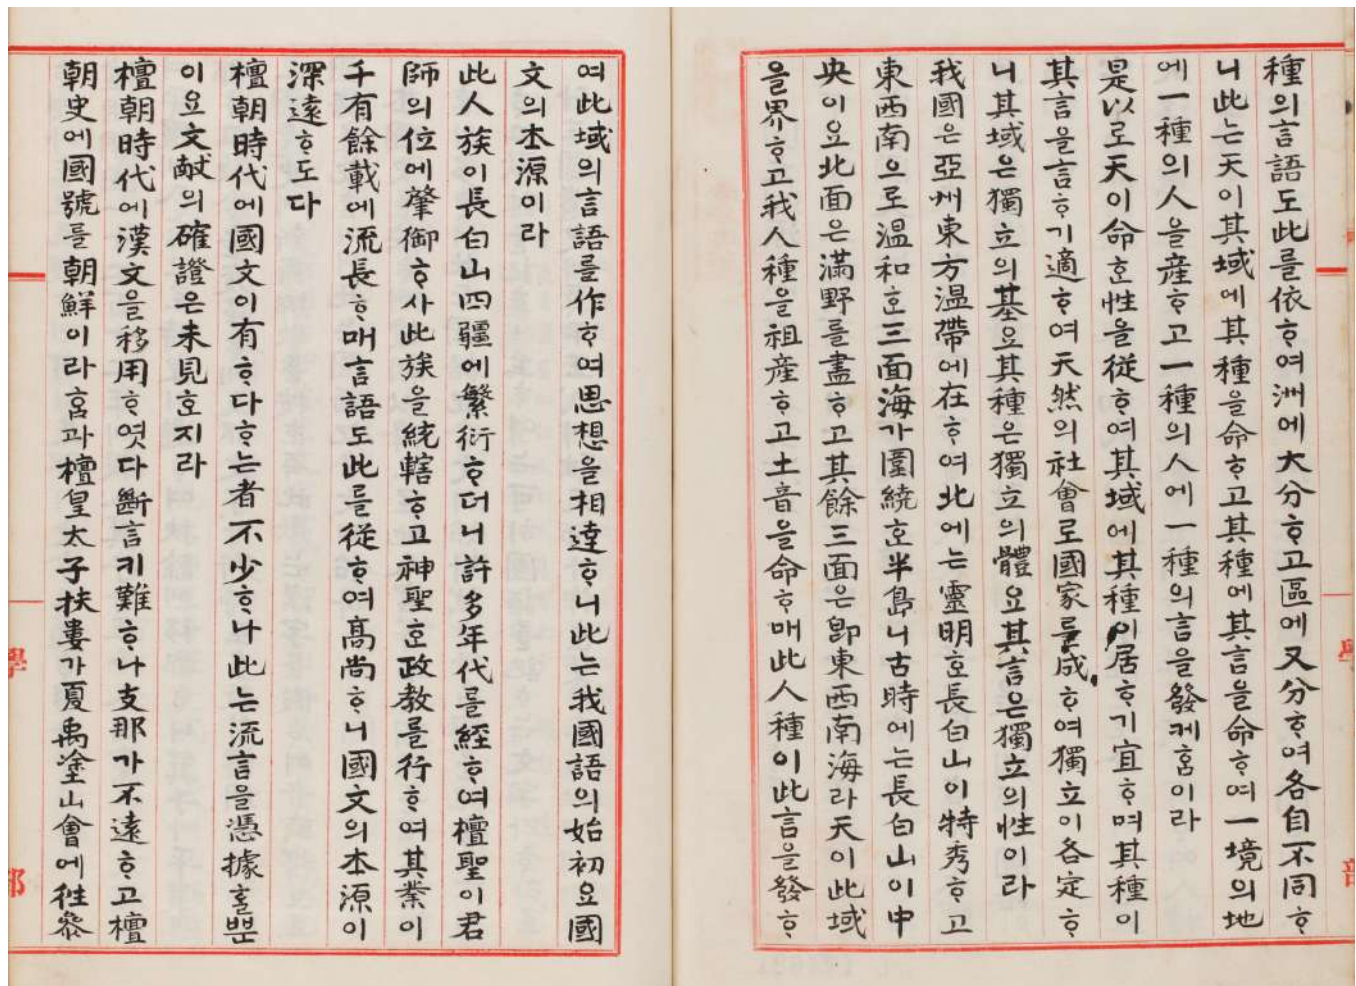 種의言語도此를依ᄒᆞ여洲에大分ᄒᆞ고區에又分ᄒᆞ여各自不同ᄒᆞ
니此는天이其域에其種을命ᄒᆞ고其種에其言을命ᄒᆞ여一境의地
에一種의人을産ᄒᆞ고一種의人에一種의言을發케홈이라
是以로天이命ᄒᆞᆫ性을從ᄒᆞ여其域에其種이居ᄒᆞ기宜ᄒᆞ며其種이
其言을言ᄒᆞ기適ᄒᆞ여天然의社會로國家를成ᄒᆞ여獨立이各定ᄒᆞ
니其域은獨立의基요其種은獨立의體요其言은獨立의性이라
我國은亞州東方溫帶에在ᄒᆞ여北에는靈明ᄒᆞᆫ長白山이特秀ᄒᆞ고
東西南으로溫和ᄒᆞᆫ三面海가圍繞ᄒᆞᆫ半島니古時에는長白山이中
央이요北面은滿野를盡ᄒᆞ고其餘三面은卽東西南海라天이此域
을界ᄒᆞ고我人種을祖産ᄒᆞ고土音을命ᄒᆞ매此人種이此言을發ᄒᆞ
여此域의言語를作ᄒᆞ여思想을相達ᄒᆞ니此는我國語의始初요國
文의本源이라
此人族이長白山四疆에繁衍ᄒᆞ더니許多年代를經ᄒᆞ여檀聖이君
師의位에肇御ᄒᆞ사此族을統轄ᄒᆞ고神聖ᄒᆞᆫ政敎를行ᄒᆞ여其業이
千有餘載에流長ᄒᆞ매言語도此를從ᄒᆞ여高尙ᄒᆞ니國文의本源이
深遠ᄒᆞ도다
檀朝時代에國文이有ᄒᆞ다ᄒᆞ는者不少ᄒᆞ나此는流言을憑據ᄒᆞᆯ뿐
이요文獻의確證은未見ᄒᆞᆫ지라
檀朝時代에漢文을移用ᄒᆞ엿다斷言키難ᄒᆞ나支那가不遠ᄒᆞ고檀
朝史에國號를朝鮮이라홈과檀皇太子扶婁가夏禹塗山會에徃參
學
部
學
部